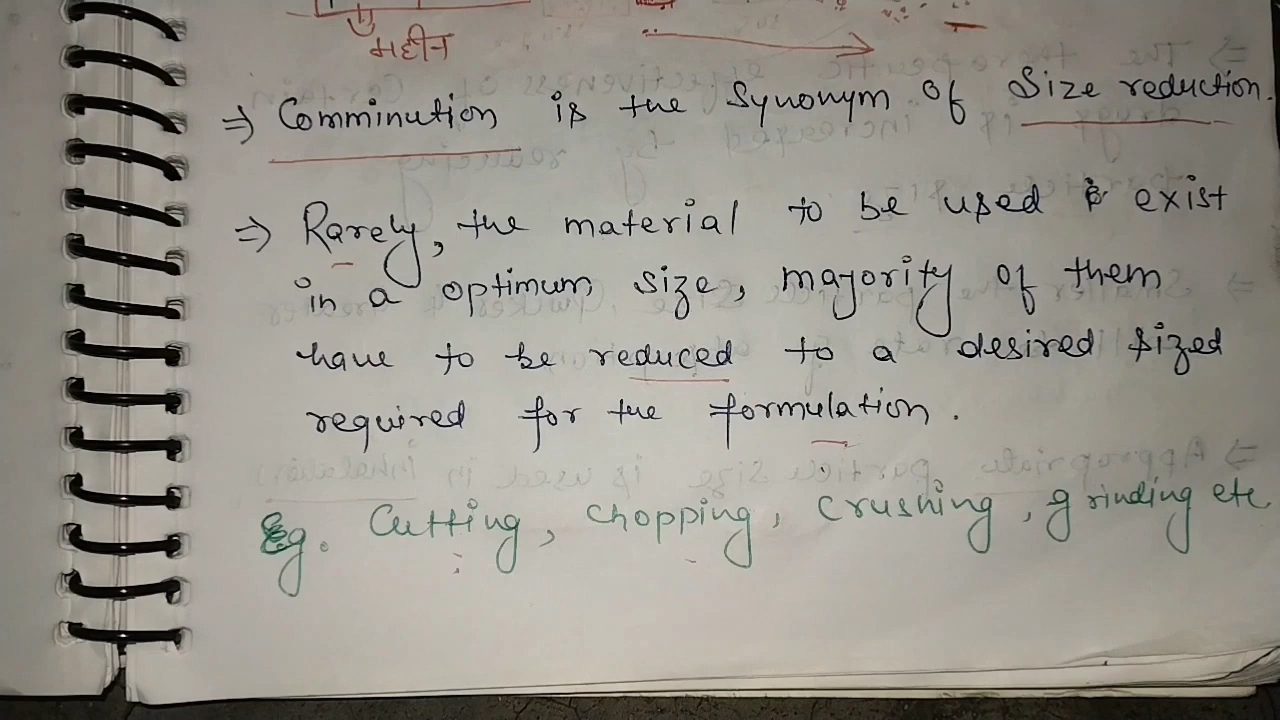 महीन
⇒ Comminution is the Synonym of Size reduction.
⇒ Rarely, the material to be used exist
in a optimum size, majority of them
have to be reduced to a desired sized
required for the formulation.
Eg. Cutting, chopping, crushing, grinding etc